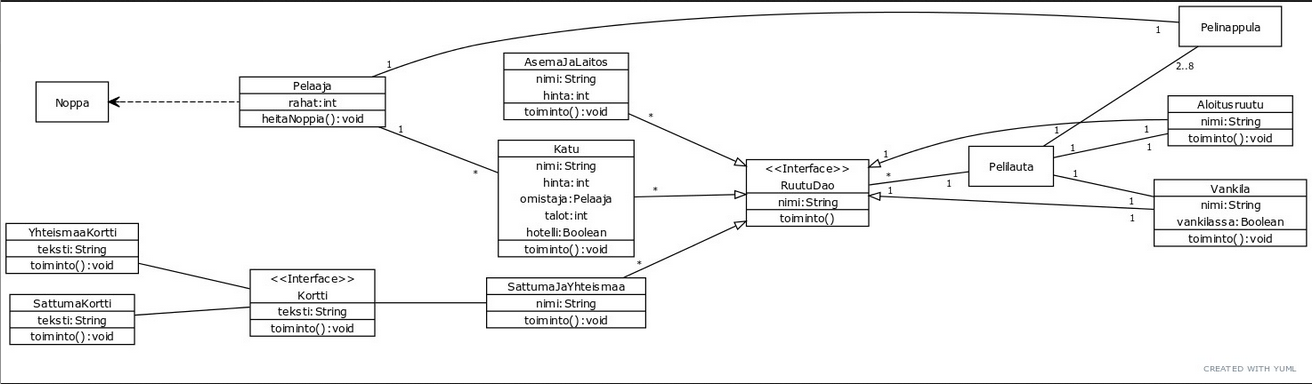 Noppa
1
Pelaaja
rahat:int
heitaNoppia():void
1
*
AsemaJaLaitos
nimi:String
hinta:int
toiminto():void
*
Katu
nimi:String
hinta:int
omistaja:Pelaaja
talot:int
hotelli:Boolean
toiminto():void
*
YhteismaaKortti
teksti:String
toiminto():void
SattumaKortti
teksti:String
toiminto():void
<<Interface>>
Kortti
teksti:String
toiminto():void
SattumaJaYhteismaa
nimi:String
toiminto():void
*
<<Interface>>
RuutuDao
nimi:String
toiminto()
1
*
1
1
Pelilauta
1
1
1
Pelinappula
1
2..8
Aloitusruutu
nimi:String
toiminto():void
1
1
Vankila
nimi:String
vankilassa:Boolean
toiminto():void
1
1
CREATED WITH YUML